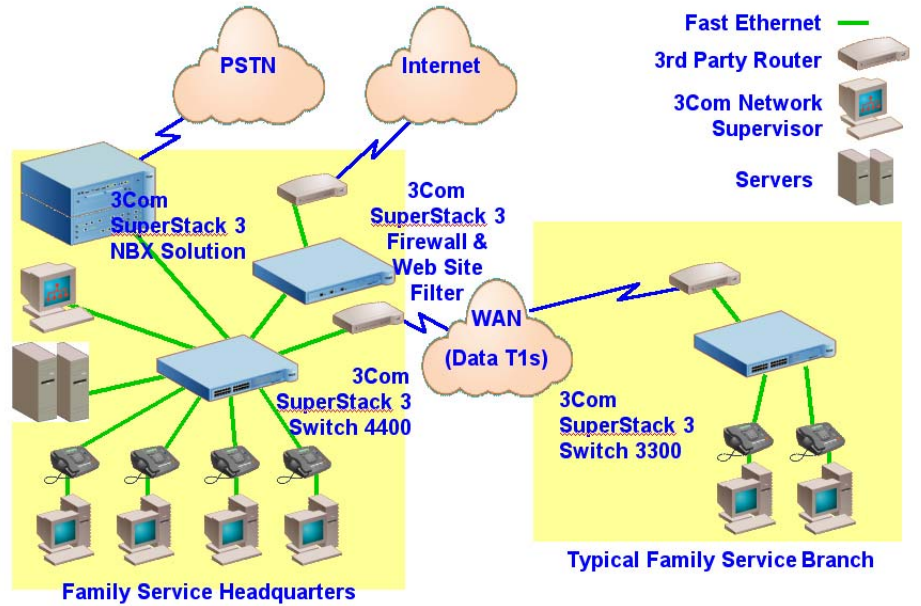 PSTN
Internet
Fast Ethernet
3rd Party Router
3Com Network
Supervisor
Servers
3Com
SuperStack 3
NBX Solution
3Com
SuperStack 3
Firewall &
Web Site
Filter
WAN
(Data T1s)
3Com
SuperStack 3
Switch 4400
3Com
SuperStack 3
Switch 3300
Family Service Headquarters
Typical Family Service Branch